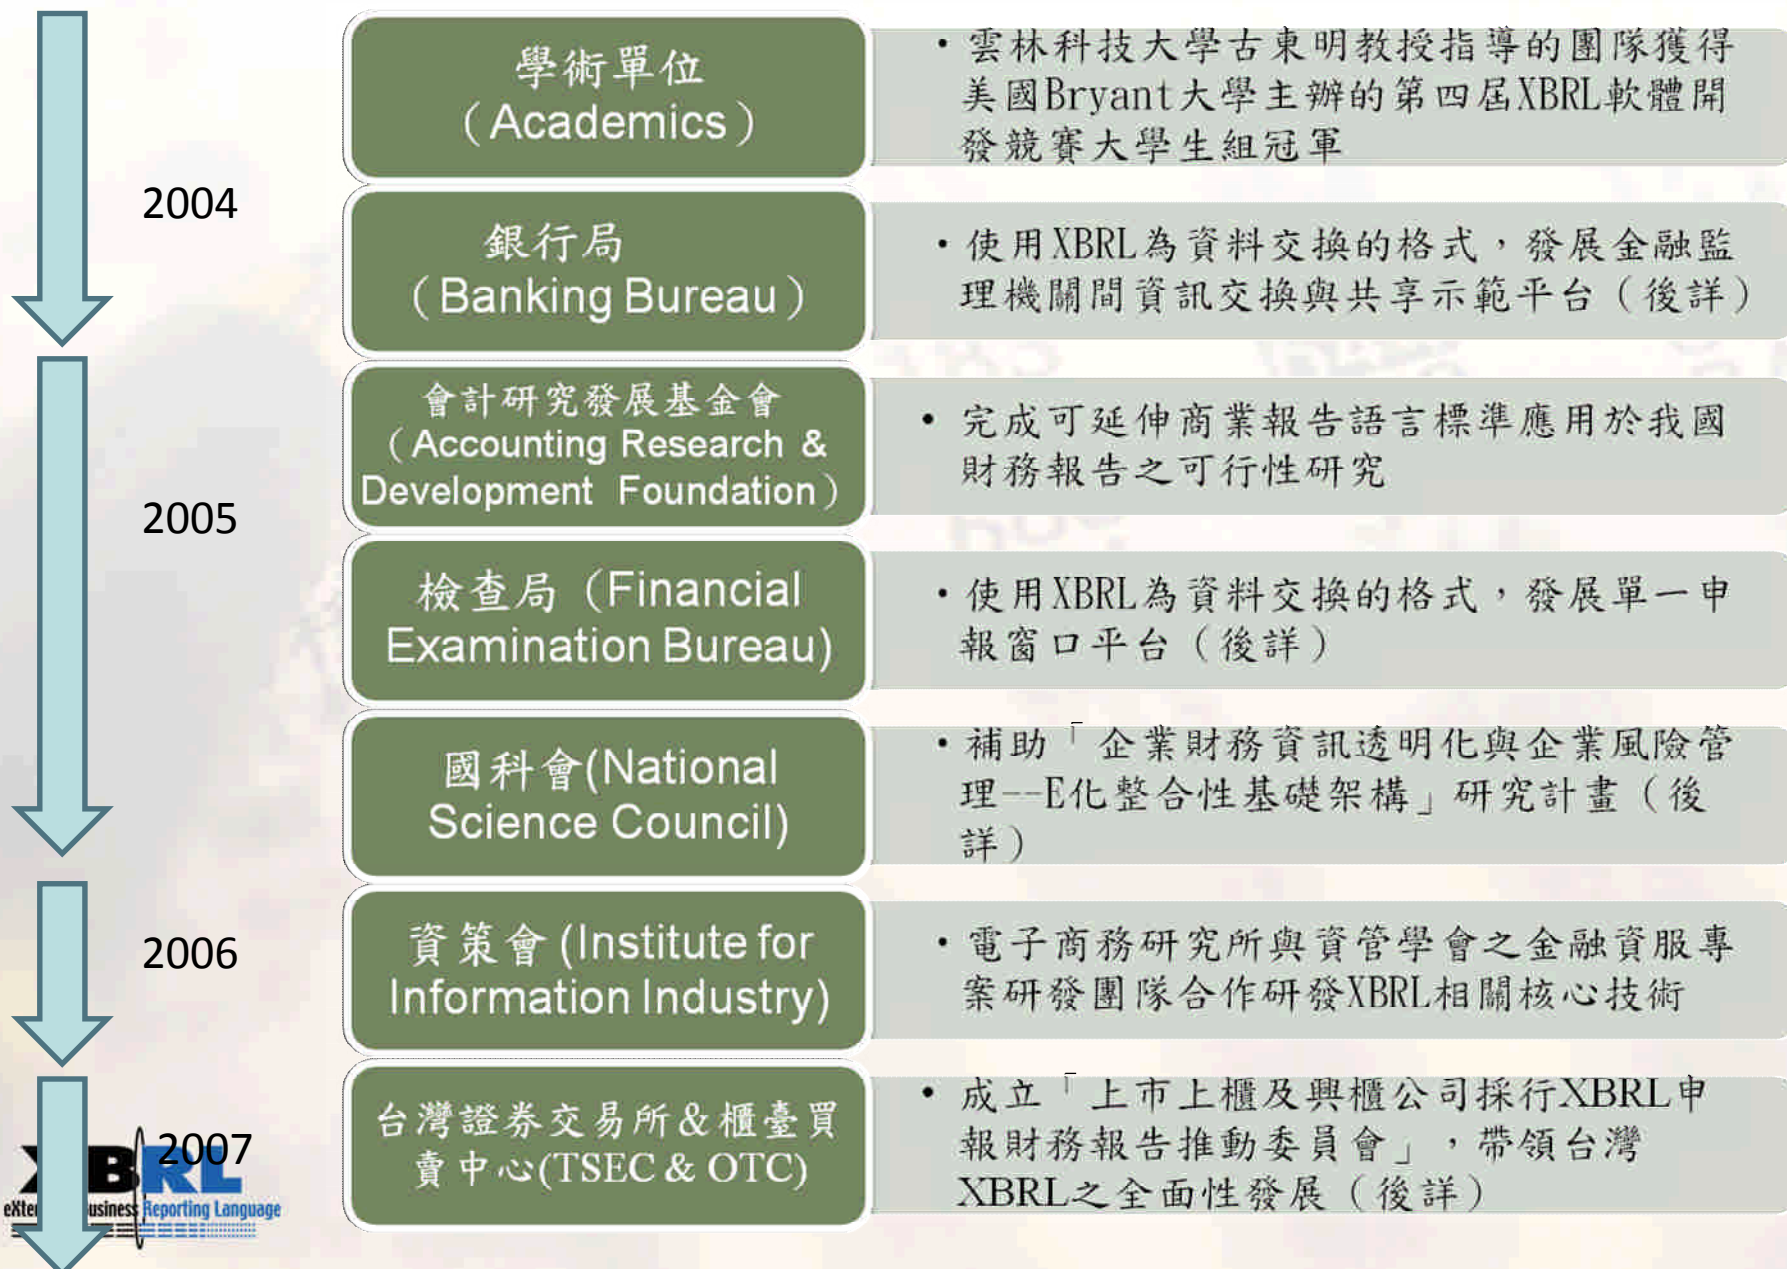 學術單位
（Academics）
• 雲林科技大學古東明教授指導的團隊獲得
美國Bryant大學主辦的第四屆XBRL軟體開
發競賽大學生組冠軍
2004
銀行局
（Banking Bureau）
• 使用XBRL為資料交換的格式，發展金融監
理機關間資訊交換與共享示範平台（後詳）
會計研究發展基金會
（Accounting Research &
Development Foundation）
• 完成可延伸商業報告語言標準應用於我國
財務報告之可行性研究
2005
檢查局（Financial
Examination Bureau)
• 使用XBRL為資料交換的格式，發展單一申
報窗口平台（後詳）
國科會(National
Science Council)
• 補助「企業財務資訊透明化與企業風險管
理--E化整合性基礎架構」研究計畫（後
詳）
2006
資策會(Institute for
Information Industry)
• 電子商務研究所與資管學會之金融資服專
案研發團隊合作研發XBRL相關核心技術
2007
台灣證券交易所&櫃臺買
賣中心(TSEC & OTC)
• 成立「上市上櫃及興櫃公司採行XBRL申
報財務報告推動委員會」，帶領台灣
XBRL之全面性發展（後詳）
XBRL
Reporting Language